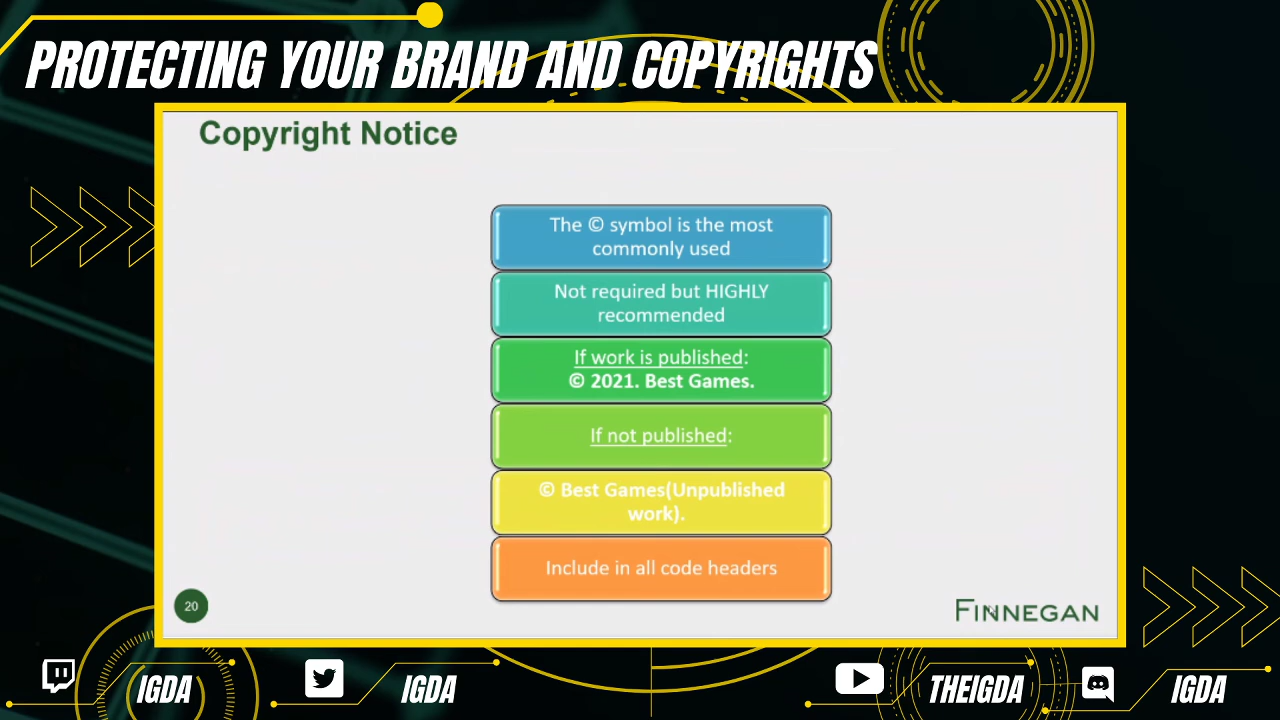 PROTECTING YOUR BRAND AND COPYRIGHTS
Copyright Notice
The © symbol is the most
commonly used
Not required but HIGHLY
recommended
If work is published:
© 2021. Best Games.
If not published:
© Best Games(Unpublished
work).
Include in all code headers
20
FINNEGAN
IGDA
IGDA
THEIGDA
IGDA